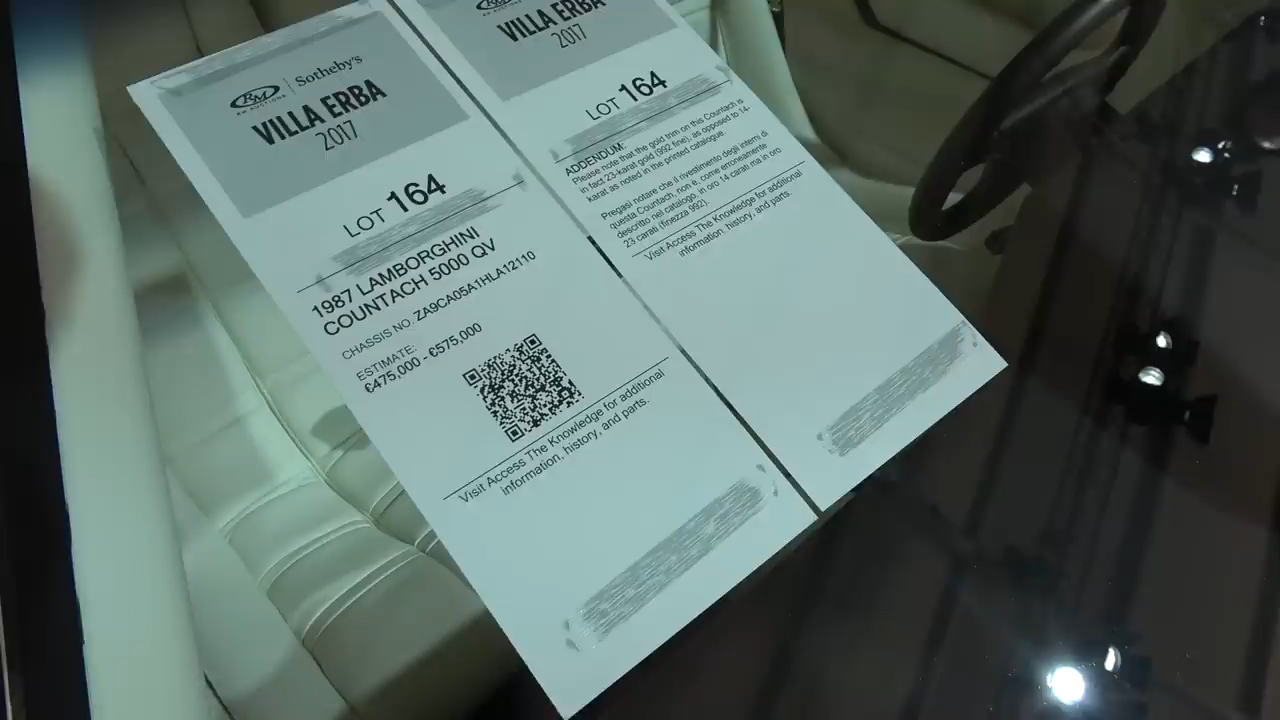 RM AUCTIONS | Sotheby's
VILLA ERBA
2017
LOT 164
1987 LAMBORGHINI
COUNTACH 5000 QV
CHASSIS NO. ZA9CA05A1HLA12110
ESTIMATE:
€475,000 - €575,000
Visit Access The Knowledge for additional
information, history, and parts.
RM Sotheby's
VILLA ERBA
2017
LOT 164
ADDENDUM:
Please note that the gold trim on this Countach is
in fact 23-karat gold (992 fine), as opposed to 14-
karat as noted in the printed catalogue.
Pregasi notare che il rivestimento degli interni di
questa Countach, non è, come erroneamente
descritto nel catalogo, in oro 14 carati ma in oro
23 carati (finezza 992).
Visit Access The Knowledge for additional
information, history, and parts.